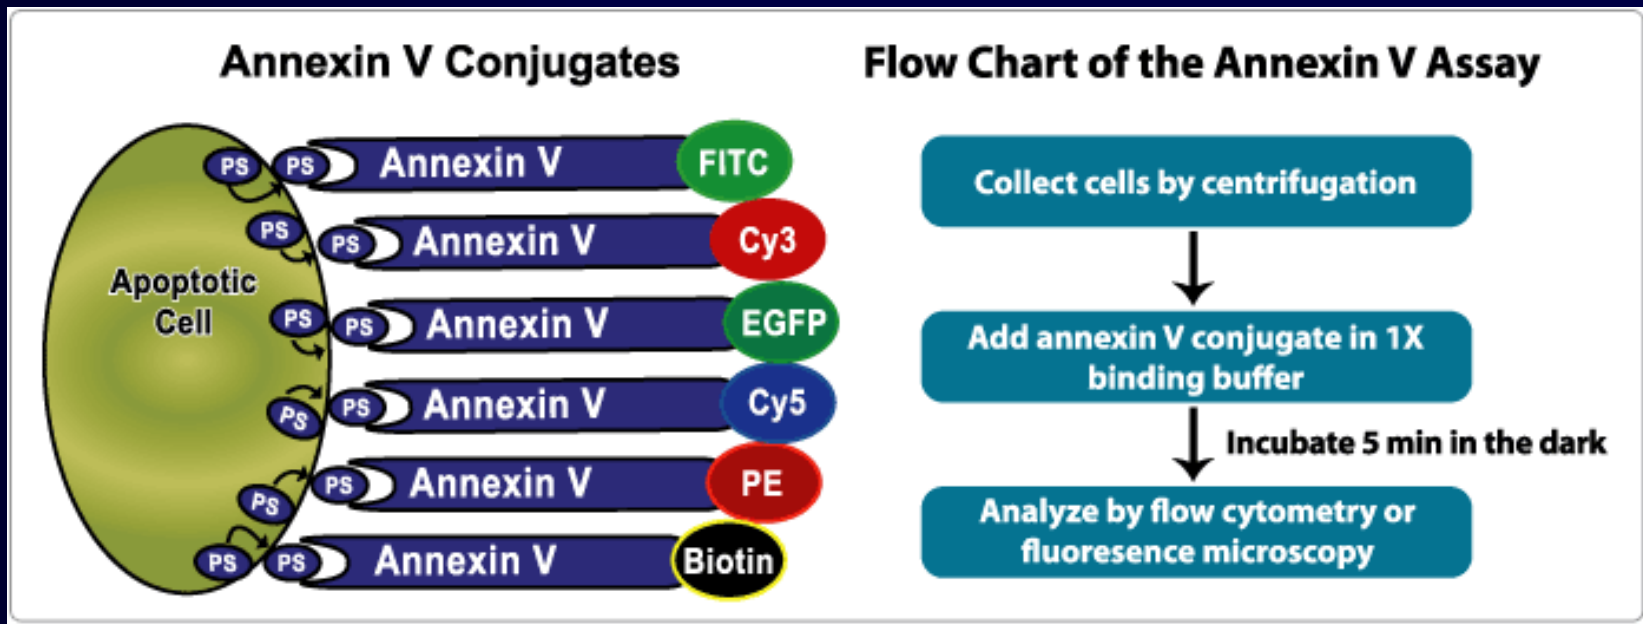 Annexin V Conjugates
PS PS Annexin V FITC
PS PS Annexin V Cy3
Apoptotic
Cell
PS PS Annexin V EGFP
PS PS Annexin V Cy5
PS PS Annexin V PE
PS PS Annexin V Biotin
Flow Chart of the Annexin V Assay
Collect cells by centrifugation
Add annexin V conjugate in 1X
binding buffer
Incubate 5 min in the dark
Analyze by flow cytometry or
fluoresence microscopy